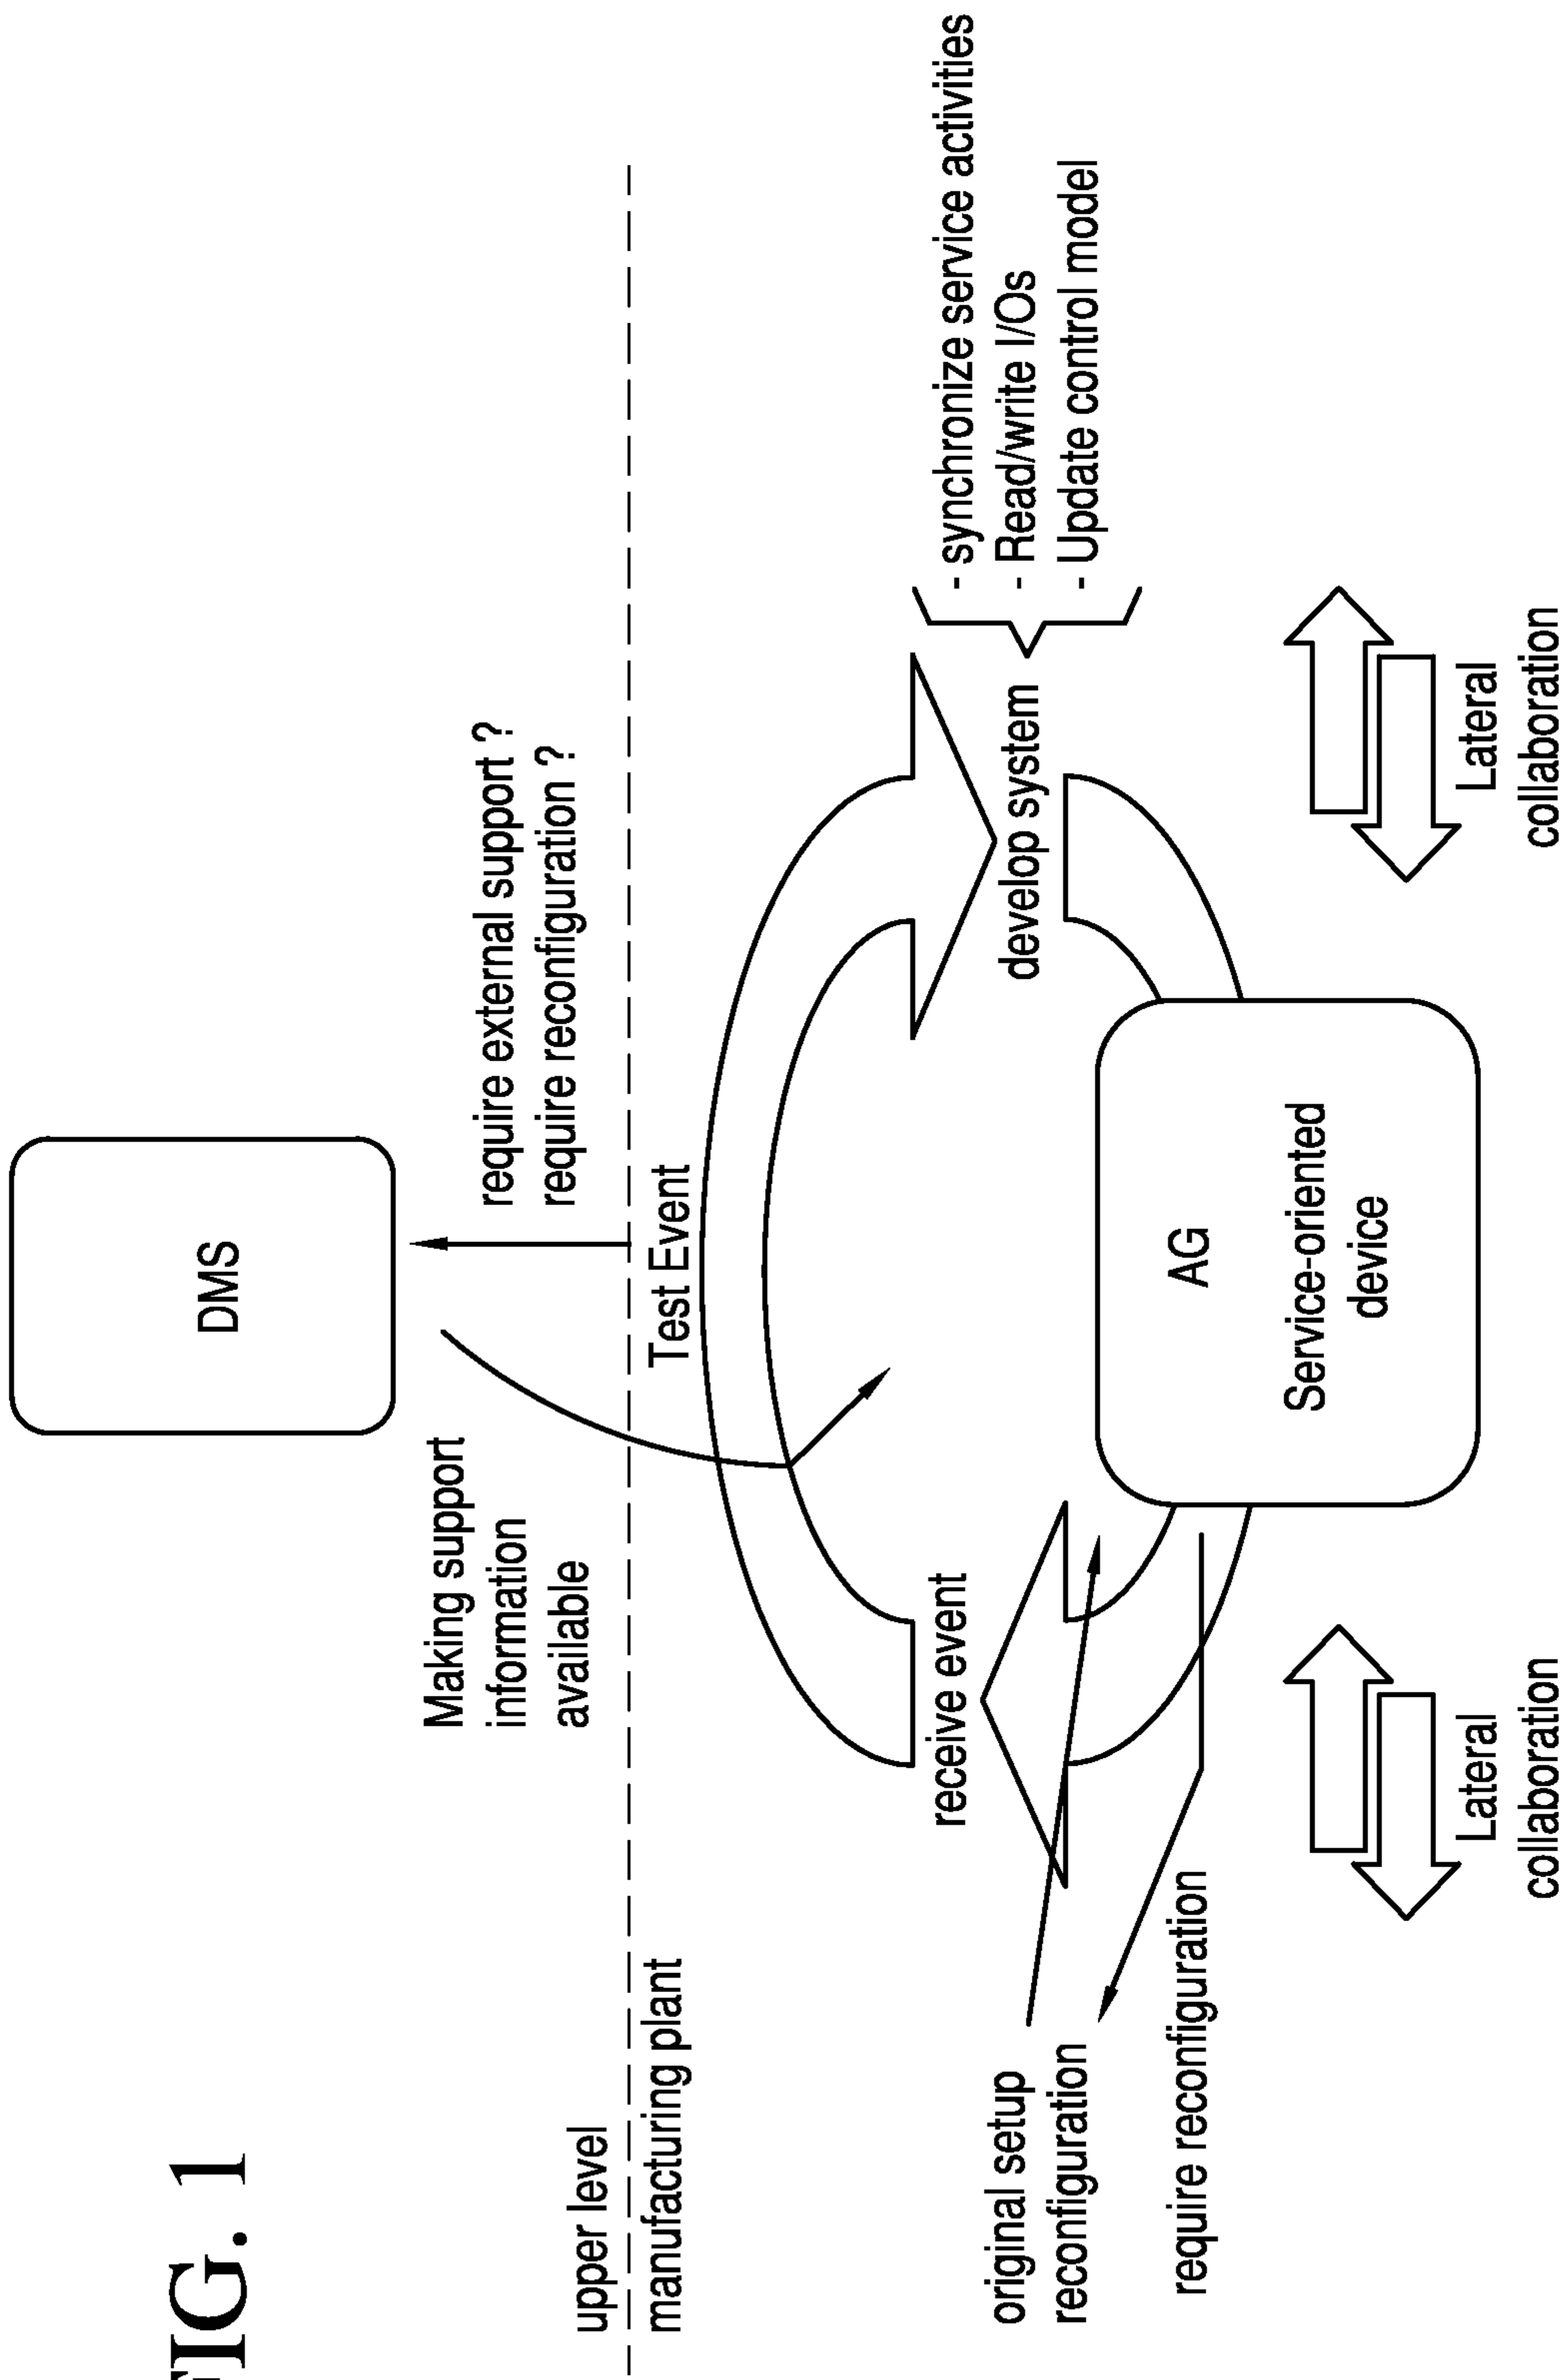 FIG. 1
DMS
Making support
information
available
require external support ?
require reconfiguration ?
upper level
manufacturing plant
Test Event
receive event
develop system
- synchronize service activities
- Read/write I/Os
- Update control model
original setup
reconfiguration
require reconfiguration
AG
Service-oriented
device
Lateral
collaboration
Lateral
collaboration